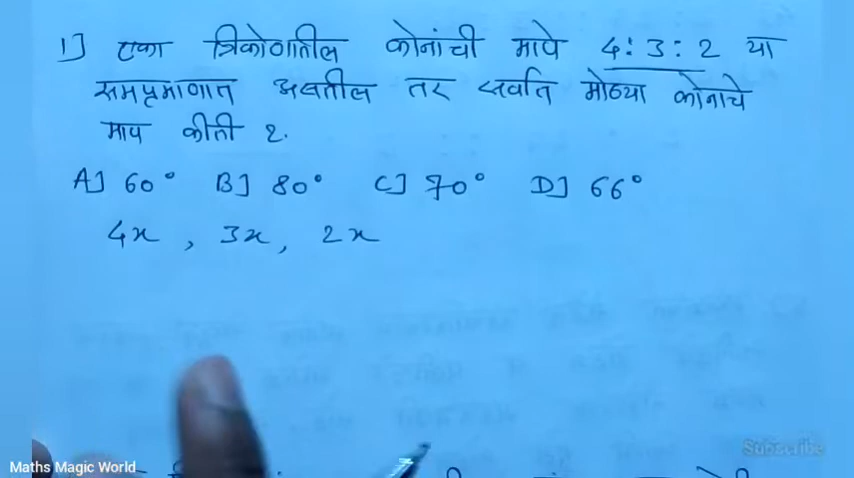 1] एका त्रिकोणातील कोनांची मापे 4:3:2 या
समप्रमाणात असतील तर सर्वात मोठ्या कोनाचे
माप कीती ?.
A] 60° B] 80° C] 70° D] 66°
4x , 3x, 2x
Subscribe
Maths Magic World